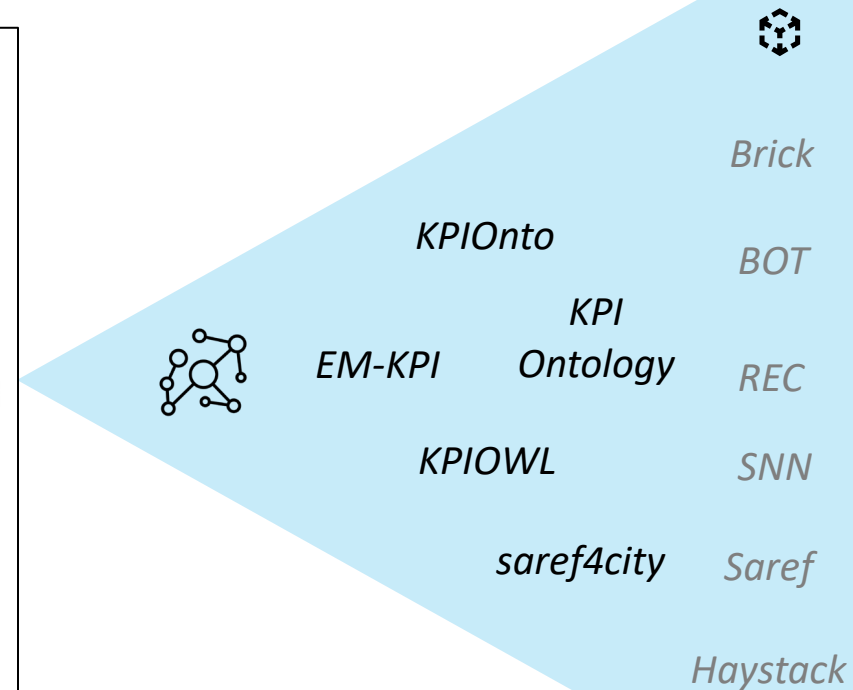 Brick
KPIOnto
BOT
KPI
Ontology
EM-KPI
REC
KPIOWL
SNN
saref4city
Saref
Haystack